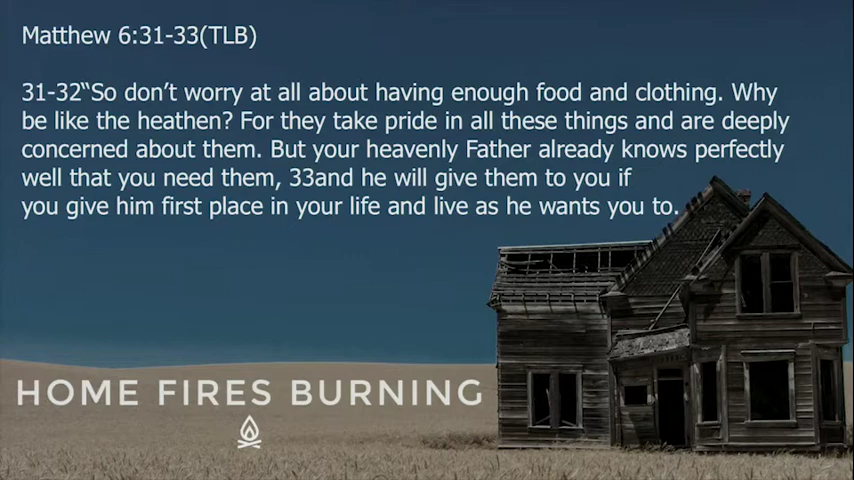 Matthew 6:31-33(TLB)
31-32“So don’t worry at all about having enough food and clothing. Why
be like the heathen? For they take pride in all these things and are deeply
concerned about them. But your heavenly Father already knows perfectly
well that you need them, 33and he will give them to you if
you give him first place in your life and live as he wants you to.
HOME FIRES BURNING